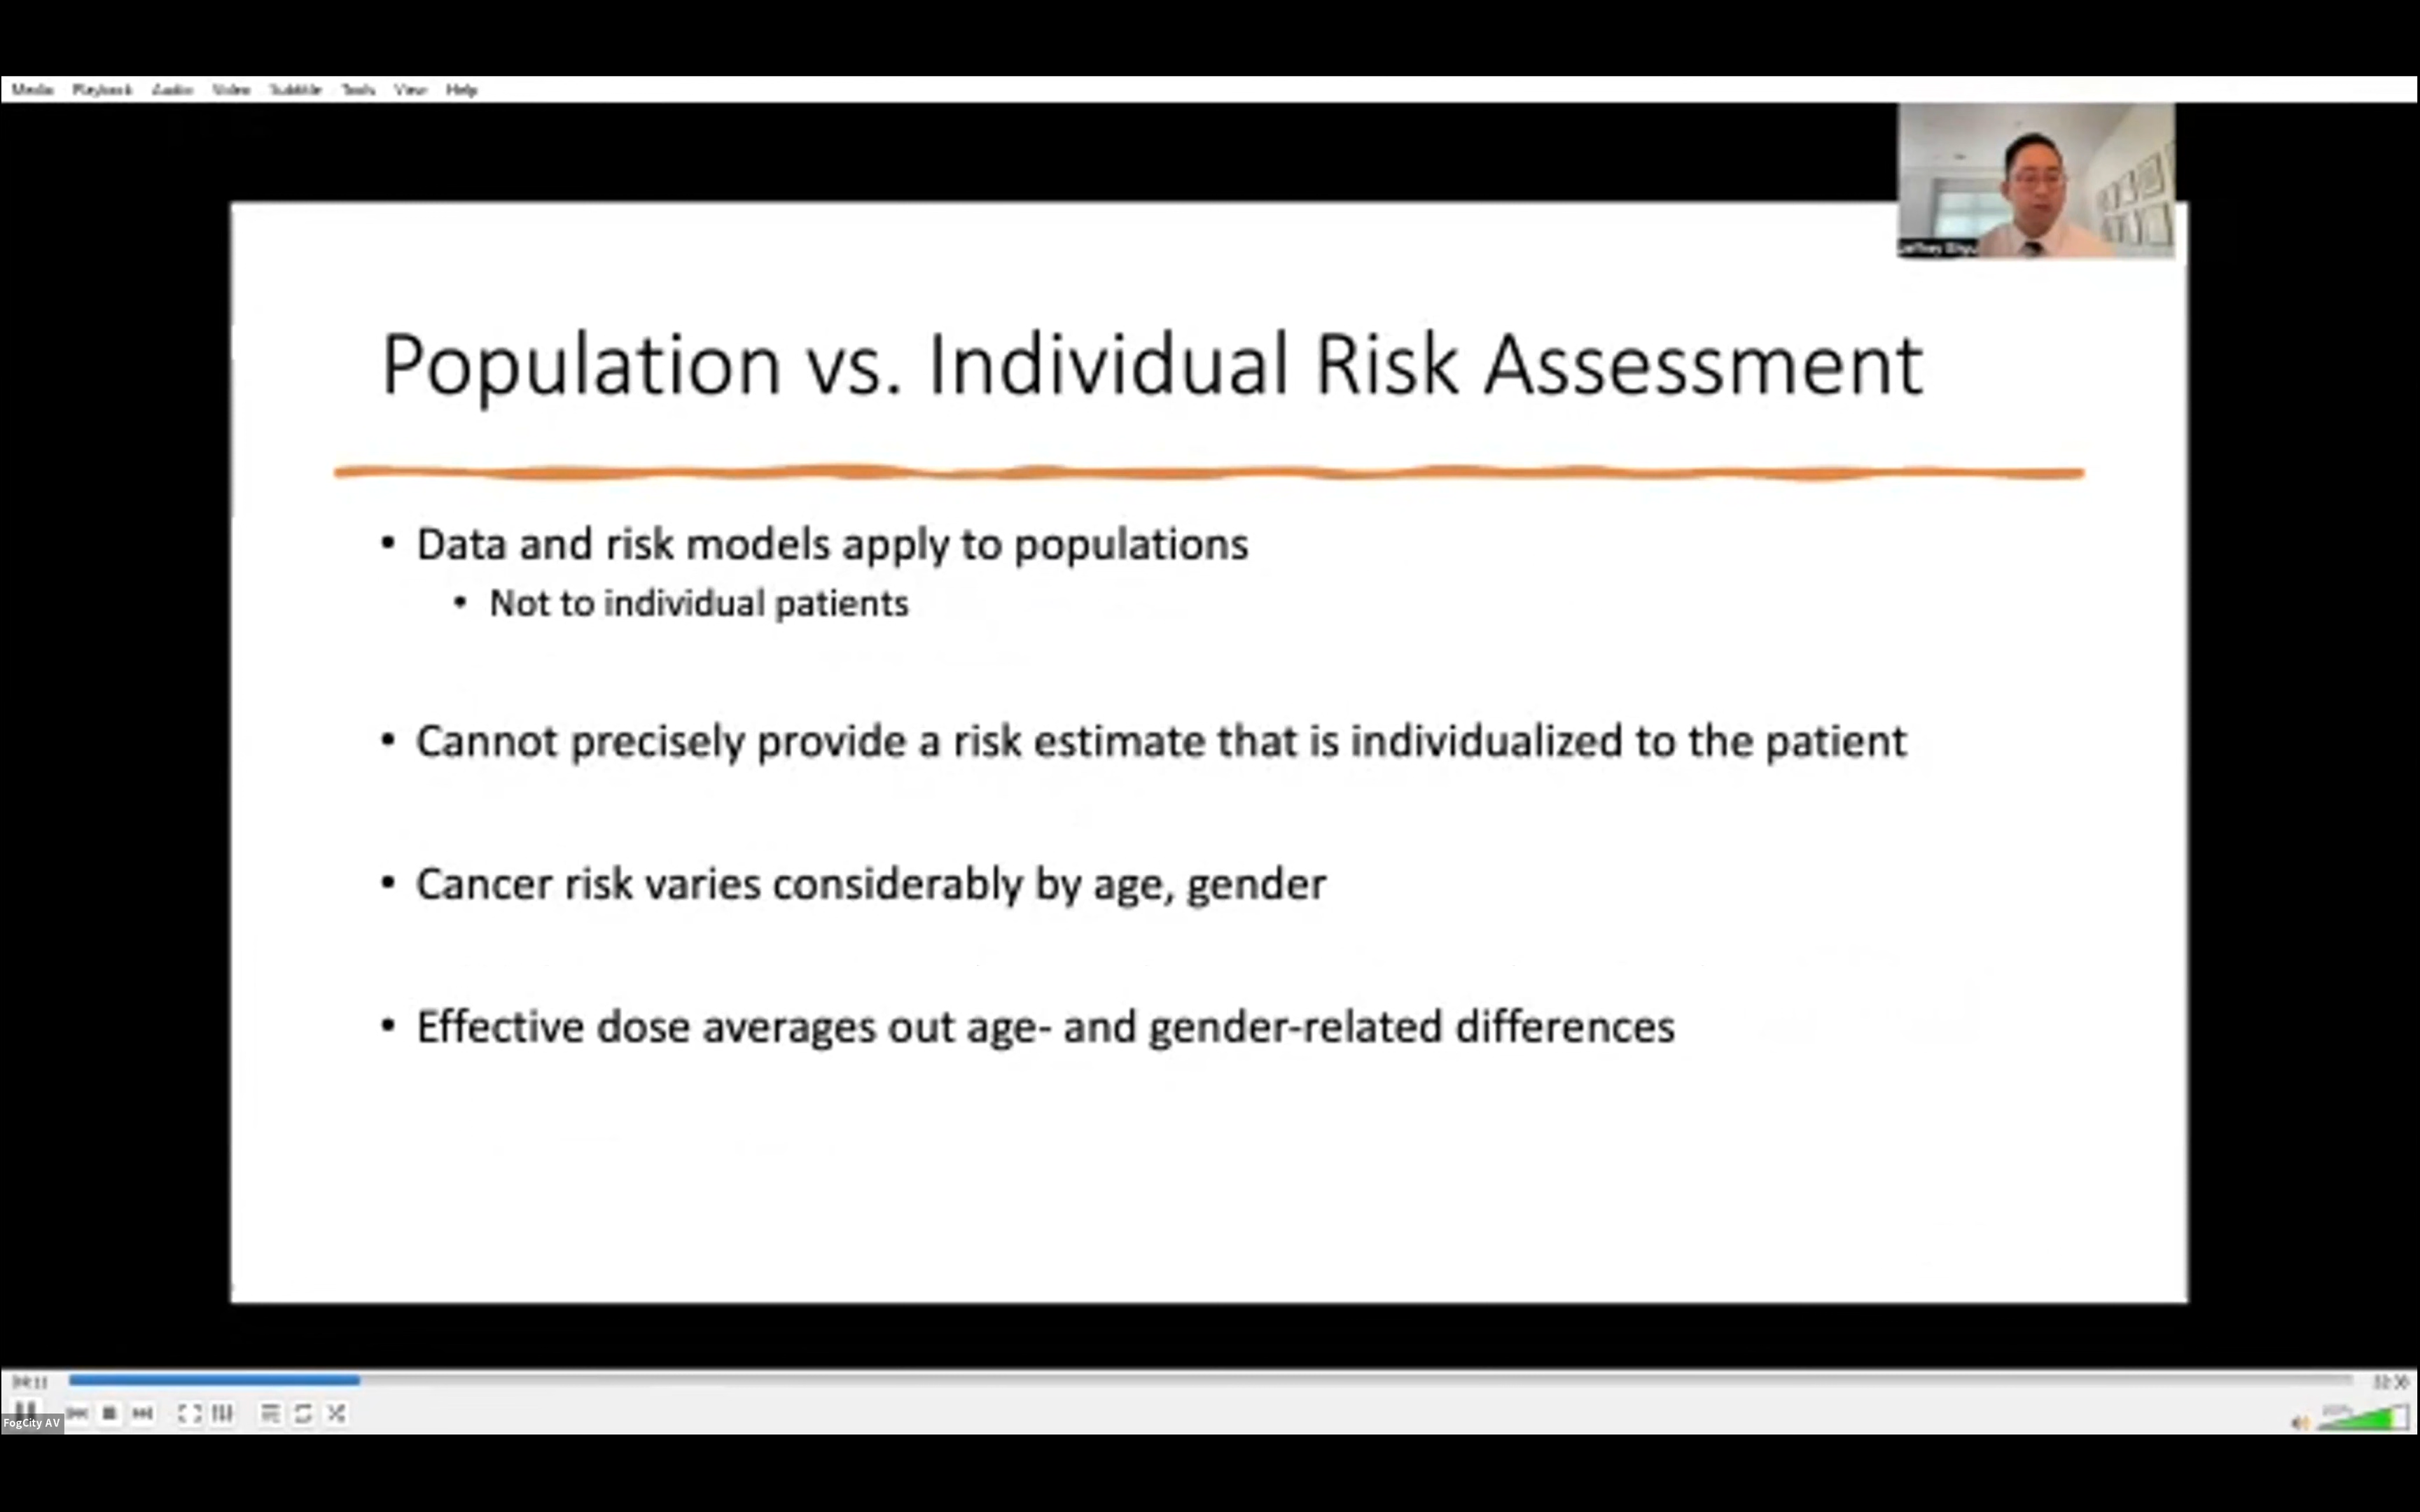 Media Playback Audio Video Subtitle Tools View Help
Population vs. Individual Risk Assessment
• Data and risk models apply to populations
• Not to individual patients
• Cannot precisely provide a risk estimate that is individualized to the patient
• Cancer risk varies considerably by age, gender
• Effective dose averages out age- and gender-related differences
FogCity AV